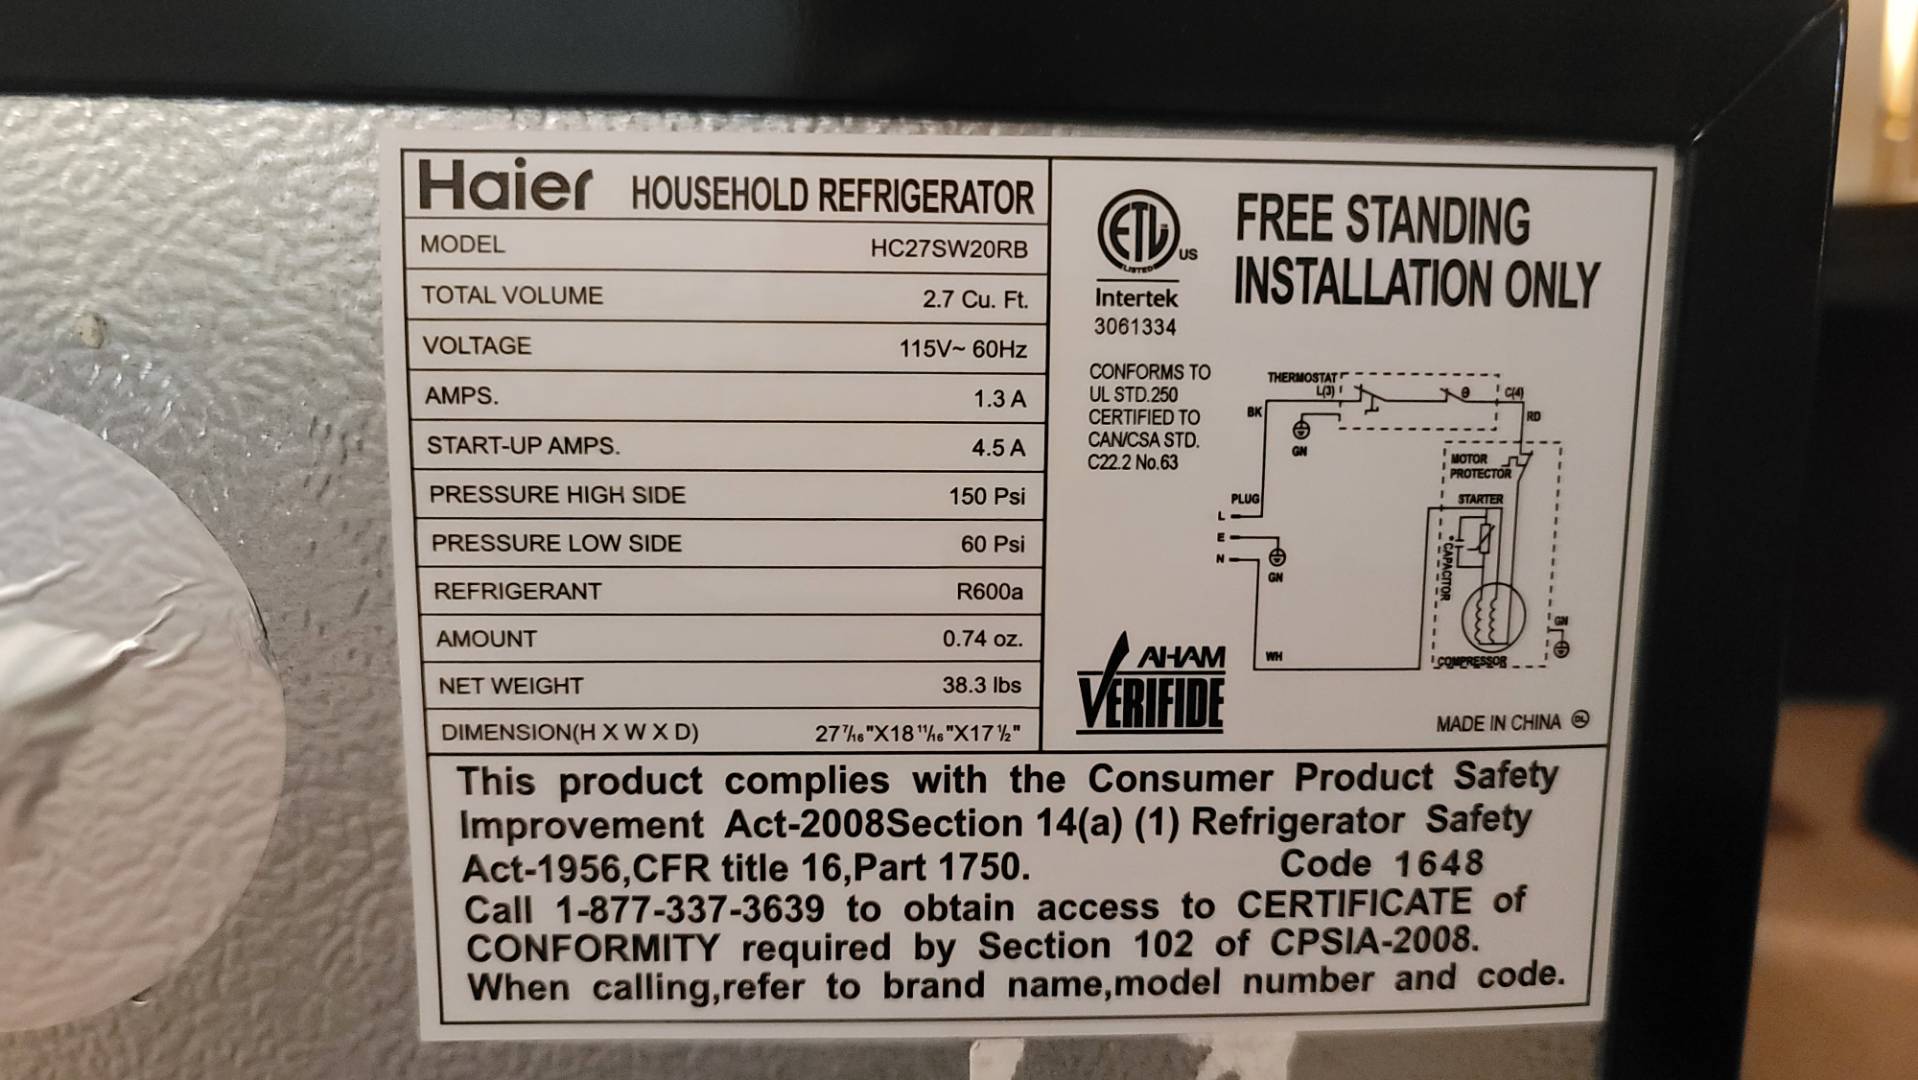 Haier HOUSEHOLD REFRIGERATOR
MODEL HC27SW20RB
TOTAL VOLUME 2.7 Cu. Ft.
VOLTAGE 115V~ 60Hz
AMPS. 1.3 A
START-UP AMPS. 4.5 A
PRESSURE HIGH SIDE 150 Psi
PRESSURE LOW SIDE 60 Psi
REFRIGERANT R600a
AMOUNT 0.74 oz.
NET WEIGHT 38.3 lbs
DIMENSION(H X W X D) 27 7/16"X18 11/16"X17 1/2"
ETL US
LISTED
Intertek
3061334
FREE STANDING
INSTALLATION ONLY
CONFORMS TO
UL STD.250
CERTIFIED TO
CAN/CSA STD.
C22.2 No.63
THERMOSTAT
L(3)
θ
C(4)
BK
RD
GN
MOTOR
PROTECTOR
STARTER
PLUG
L
E
N
GN
*CAPACITOR
GN
WH
COMPRESSOR
AHAM
VERIFIDE
MADE IN CHINA
This product complies with the Consumer Product Safety
Improvement Act-2008Section 14(a) (1) Refrigerator Safety
Act-1956,CFR title 16,Part 1750. Code 1648
Call 1-877-337-3639 to obtain access to CERTIFICATE of
CONFORMITY required by Section 102 of CPSIA-2008.
When calling,refer to brand name,model number and code.